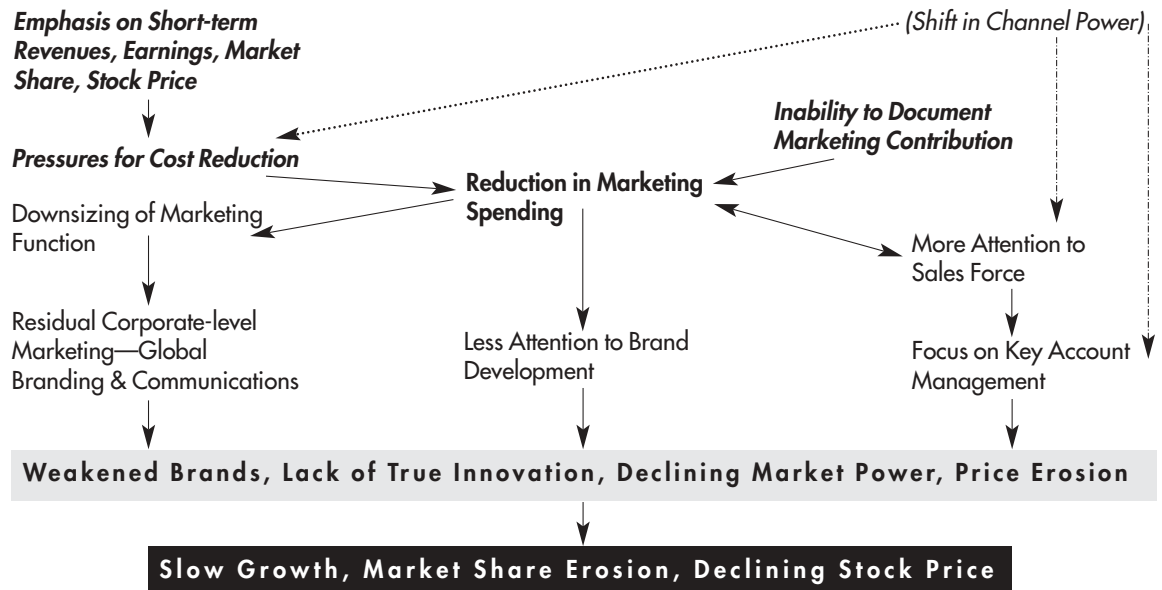 Emphasis on Short-term
Revenues, Earnings, Market
Share, Stock Price
(Shift in Channel Power)
Inability to Document
Marketing Contribution
Pressures for Cost Reduction
Reduction in Marketing
Spending
Downsizing of Marketing
Function
More Attention to
Sales Force
Residual Corporate-level
Marketing—Global
Branding & Communications
Less Attention to Brand
Development
Focus on Key Account
Management
Weakened Brands, Lack of True Innovation, Declining Market Power, Price Erosion
Slow Growth, Market Share Erosion, Declining Stock Price